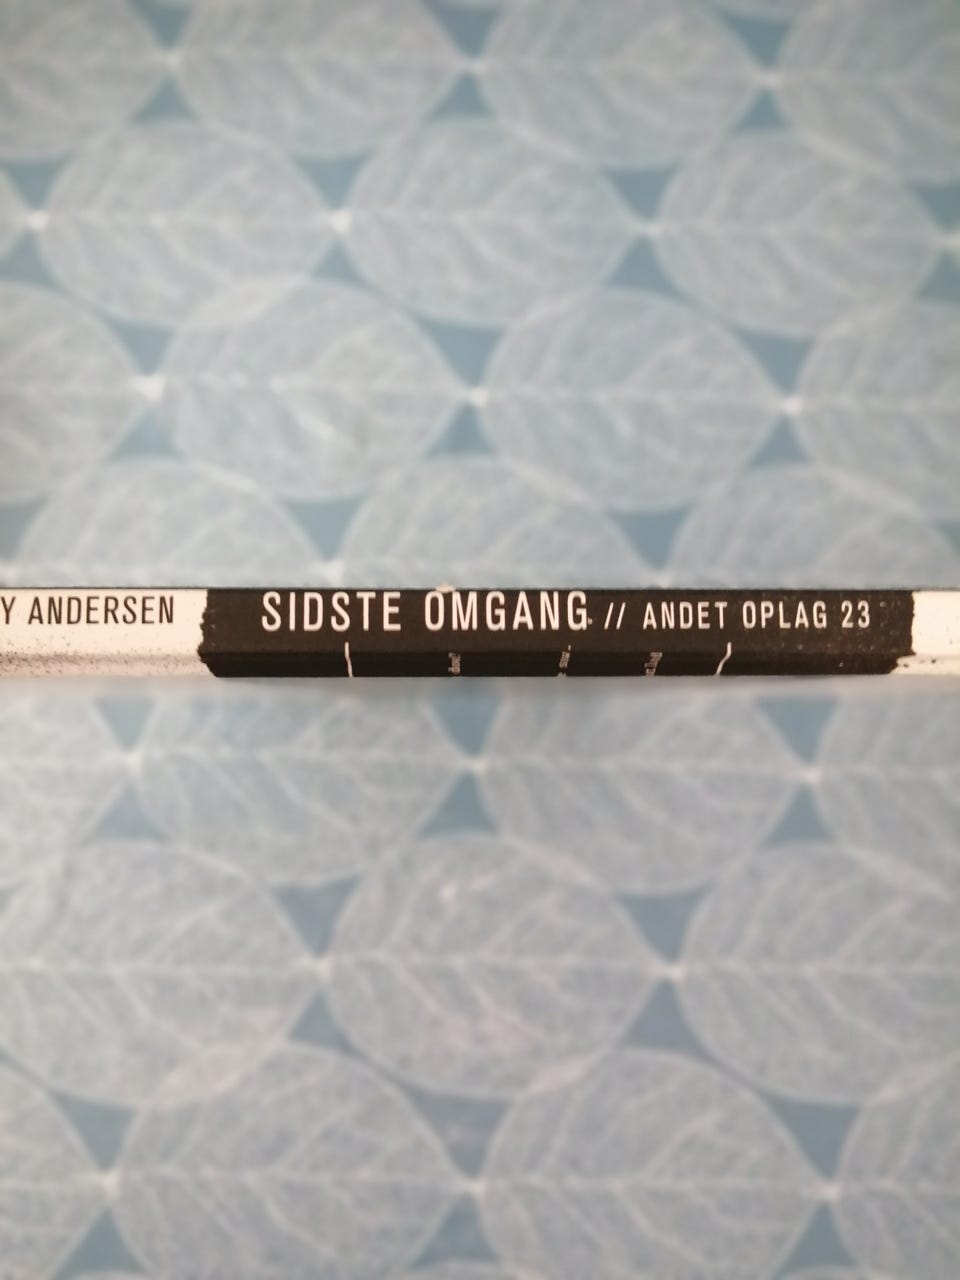 Y ANDERSEN SIDSTE OMGANG // ANDET OPLAG 23